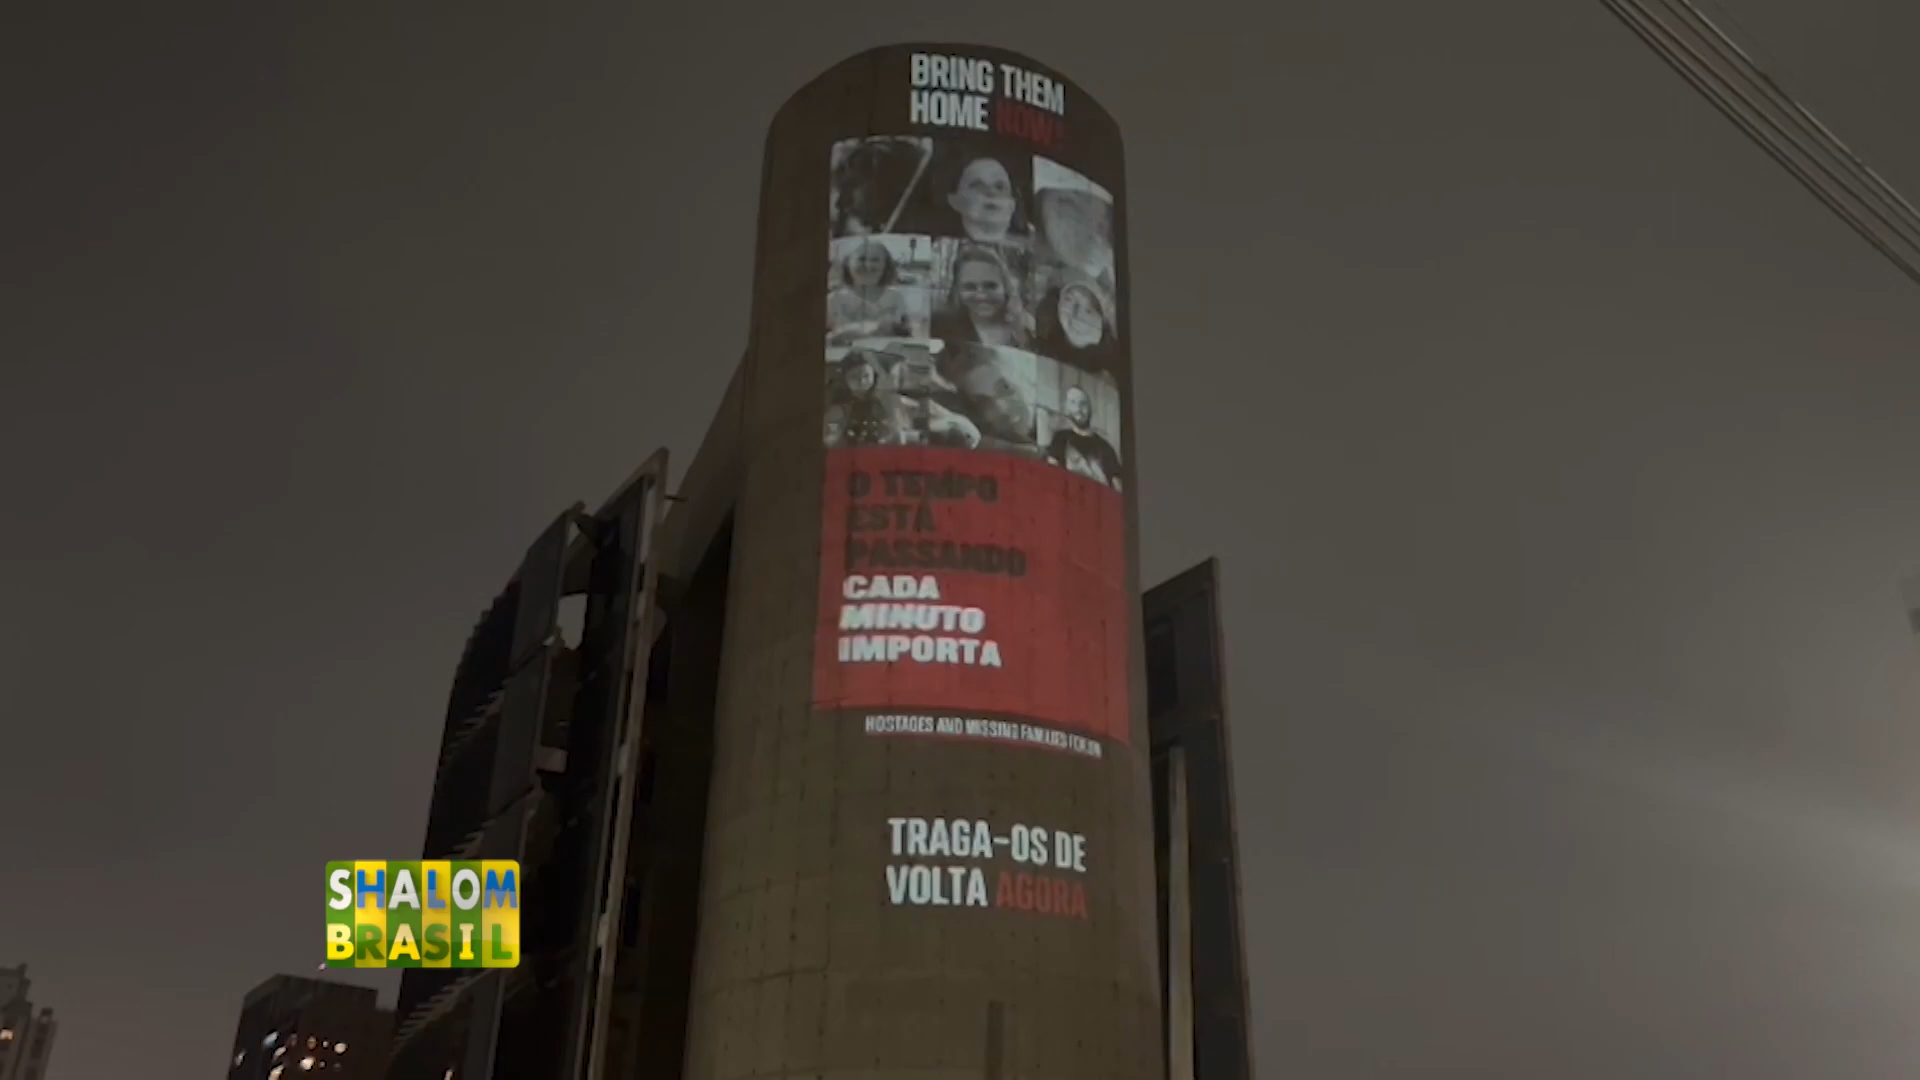 BRING THEM
HOME NOW!
O TEMPO
ESTÁ
PASSANDO
CADA
MINUTO
IMPORTA
HOSTAGES AND MISSING FAMILIES FORUM
TRAGA-OS DE
VOLTA AGORA
SHALOM
BRASIL